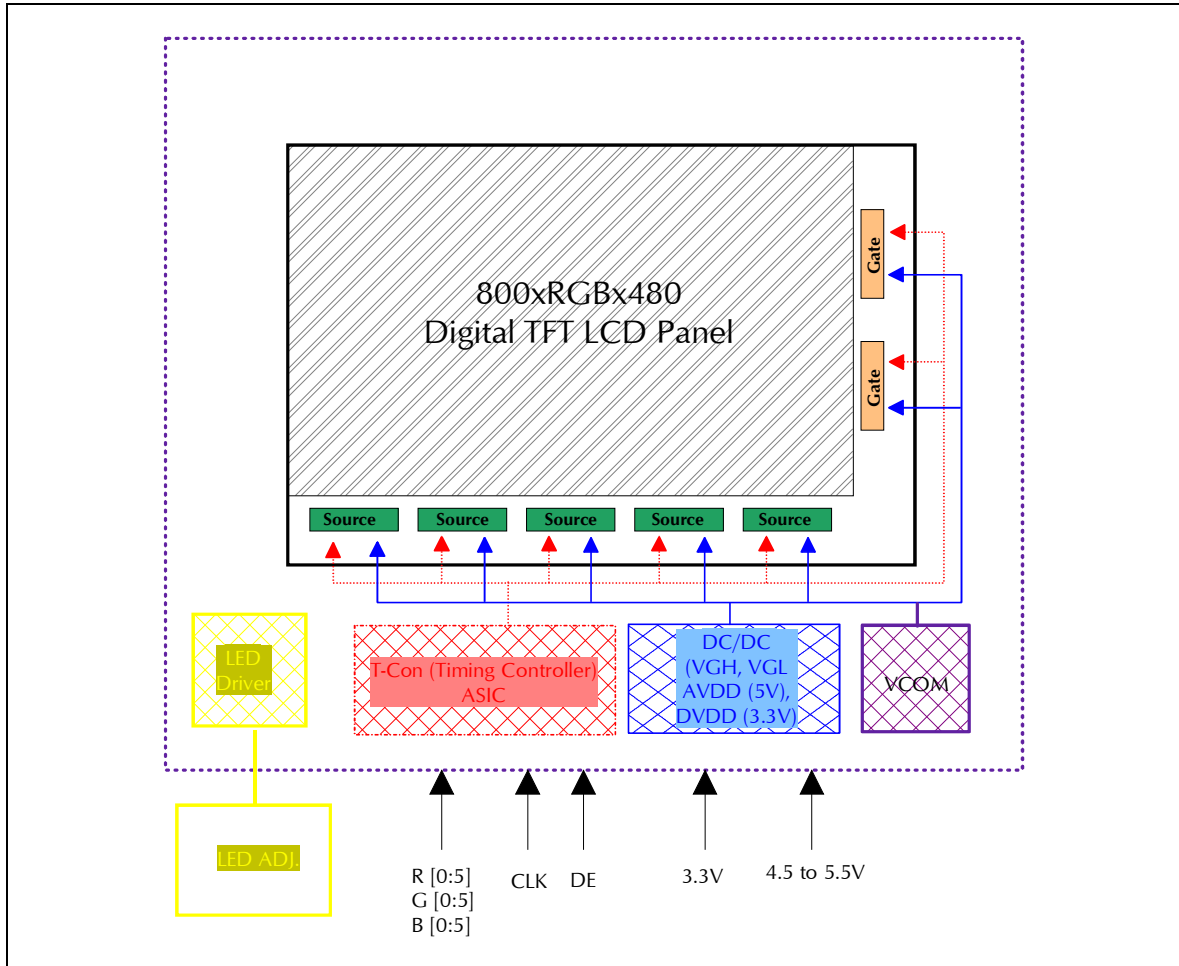 800xRGBx480
Digital TFT LCD Panel
Gate
Gate
Source
Source
Source
Source
Source
LED
Driver
T-Con (Timing Controller)
ASIC
DC/DC
(VGH, VGL
AVDD (5V),
DVDD (3.3V)
VCOM
LED ADJ.
R [0:5]
G [0:5]
B [0:5]
CLK
DE
3.3V
4.5 to 5.5V